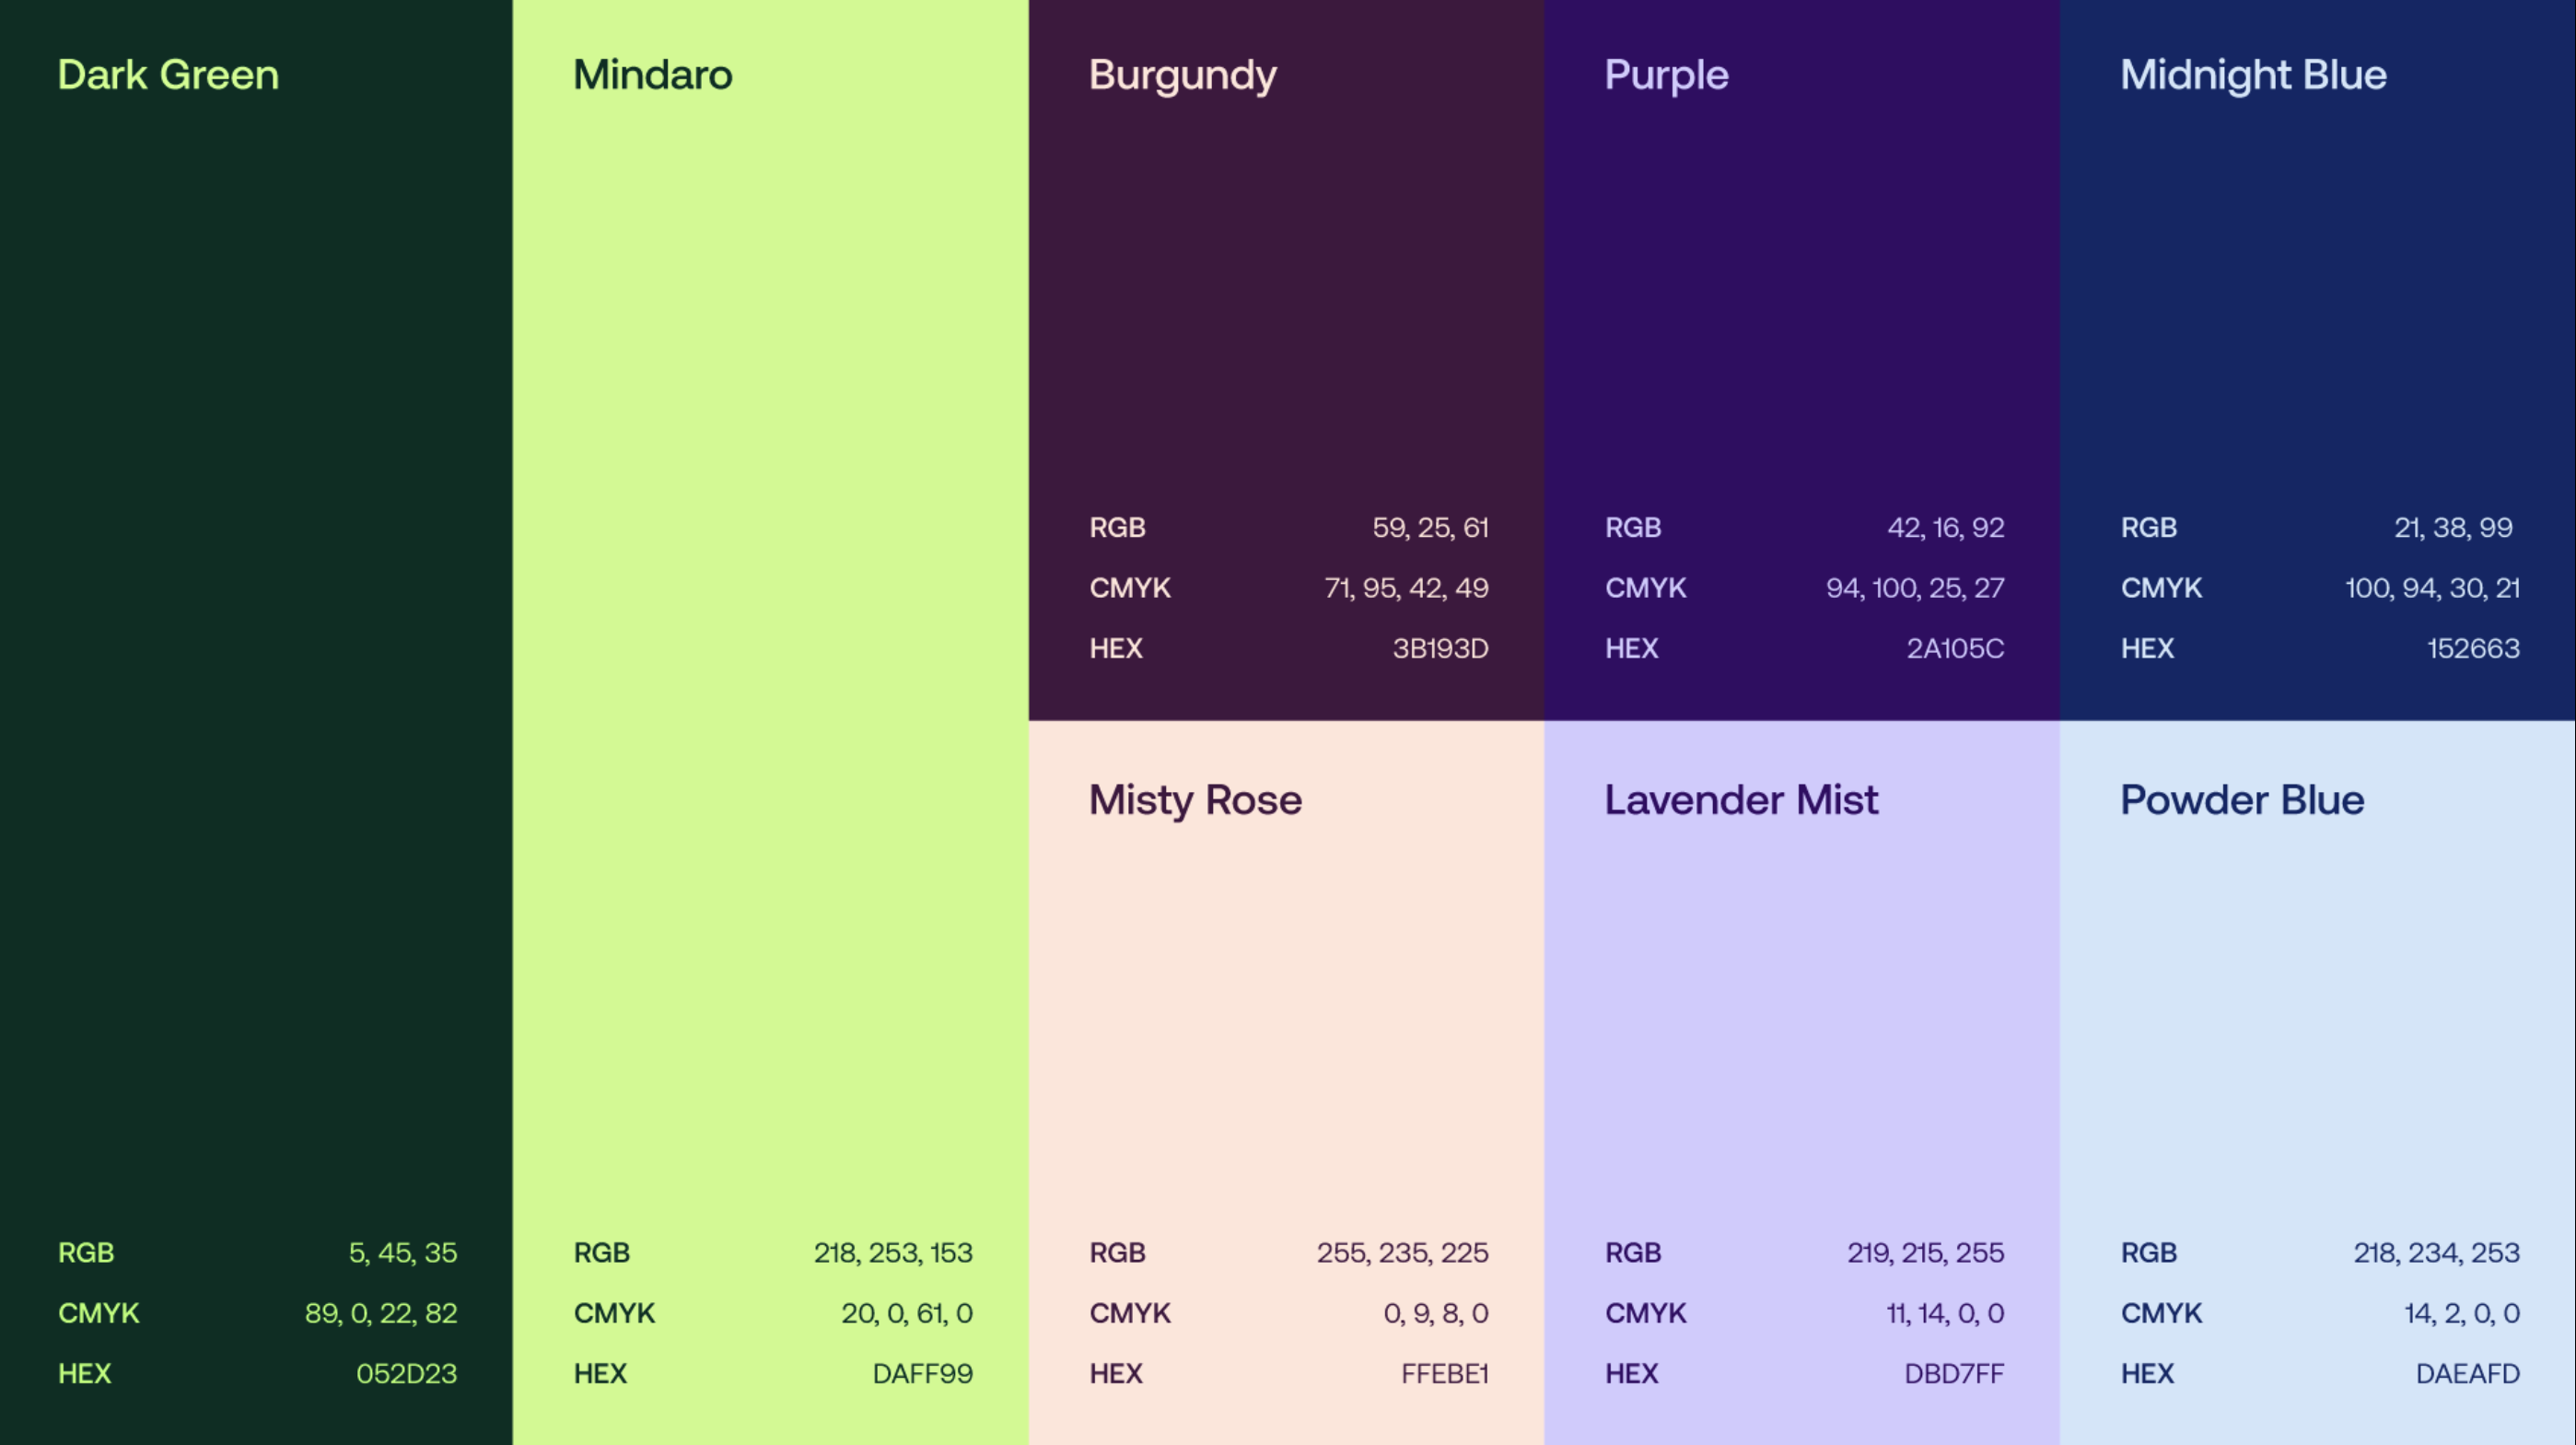 Dark Green
RGB 5, 45, 35
CMYK 89, 0, 22, 82
HEX 052D23
Mindaro
RGB 218, 253, 153
CMYK 20, 0, 61, 0
HEX DAFF99
Burgundy
RGB 59, 25, 61
CMYK 71, 95, 42, 49
HEX 3B193D
Purple
RGB 42, 16, 92
CMYK 94, 100, 25, 27
HEX 2A105C
Midnight Blue
RGB 21, 38, 99
CMYK 100, 94, 30, 21
HEX 152663
Misty Rose
RGB 255, 235, 225
CMYK 0, 9, 8, 0
HEX FFEBE1
Lavender Mist
RGB 219, 215, 255
CMYK 11, 14, 0, 0
HEX DBD7FF
Powder Blue
RGB 218, 234, 253
CMYK 14, 2, 0, 0
HEX DAEAFD